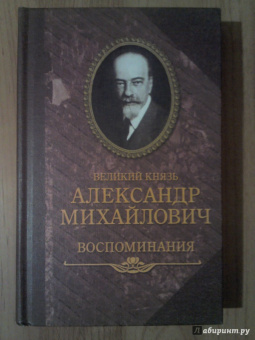 ВЕЛИКИЙ КНЯЗЬ
АЛЕКСАНДР
МИХАЙЛОВИЧ
ВОСПОМИНАНИЯ
Лабиринт.ру